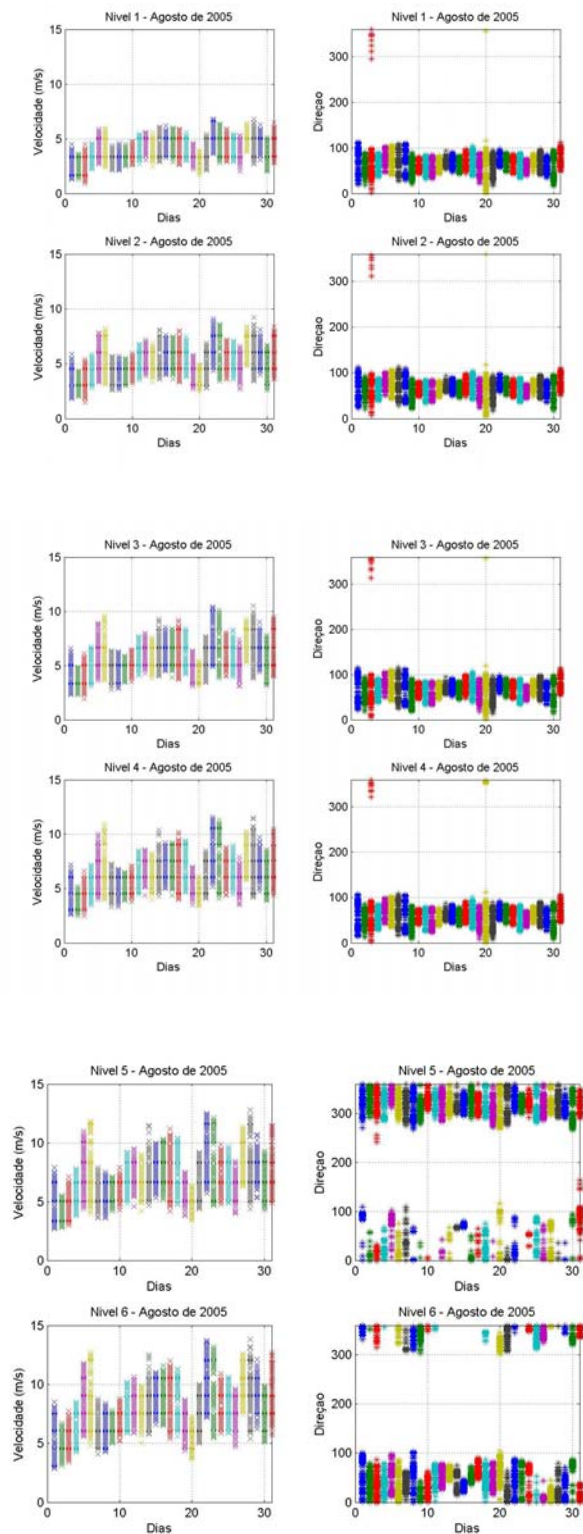 Nivel 1 - Agosto de 2005
Nivel 1 - Agosto de 2005
Velocidade (m/s)
15
10
5
0
0
10
20
30
Dias
Direçao
300
200
100
0
0
10
20
30
Dias
Nivel 2 - Agosto de 2005
Nivel 2 - Agosto de 2005
Velocidade (m/s)
15
10
5
0
0
10
20
30
Dias
Direçao
300
200
100
0
0
10
20
30
Dias
Nivel 3 - Agosto de 2005
Nivel 3 - Agosto de 2005
Velocidade (m/s)
15
10
5
0
0
10
20
30
Dias
Direçao
300
200
100
0
0
10
20
30
Dias
Nivel 4 - Agosto de 2005
Nivel 4 - Agosto de 2005
Velocidade (m/s)
15
10
5
0
0
10
20
30
Dias
Direçao
300
200
100
0
0
10
20
30
Dias
Nivel 5 - Agosto de 2005
Nivel 5 - Agosto de 2005
Velocidade (m/s)
15
10
5
0
0
10
20
30
Dias
Direçao
300
200
100
0
0
10
20
30
Dias
Nivel 6 - Agosto de 2005
Nivel 6 - Agosto de 2005
Velocidade (m/s)
15
10
5
0
0
10
20
30
Dias
Direçao
300
200
100
0
0
10
20
30
Dias